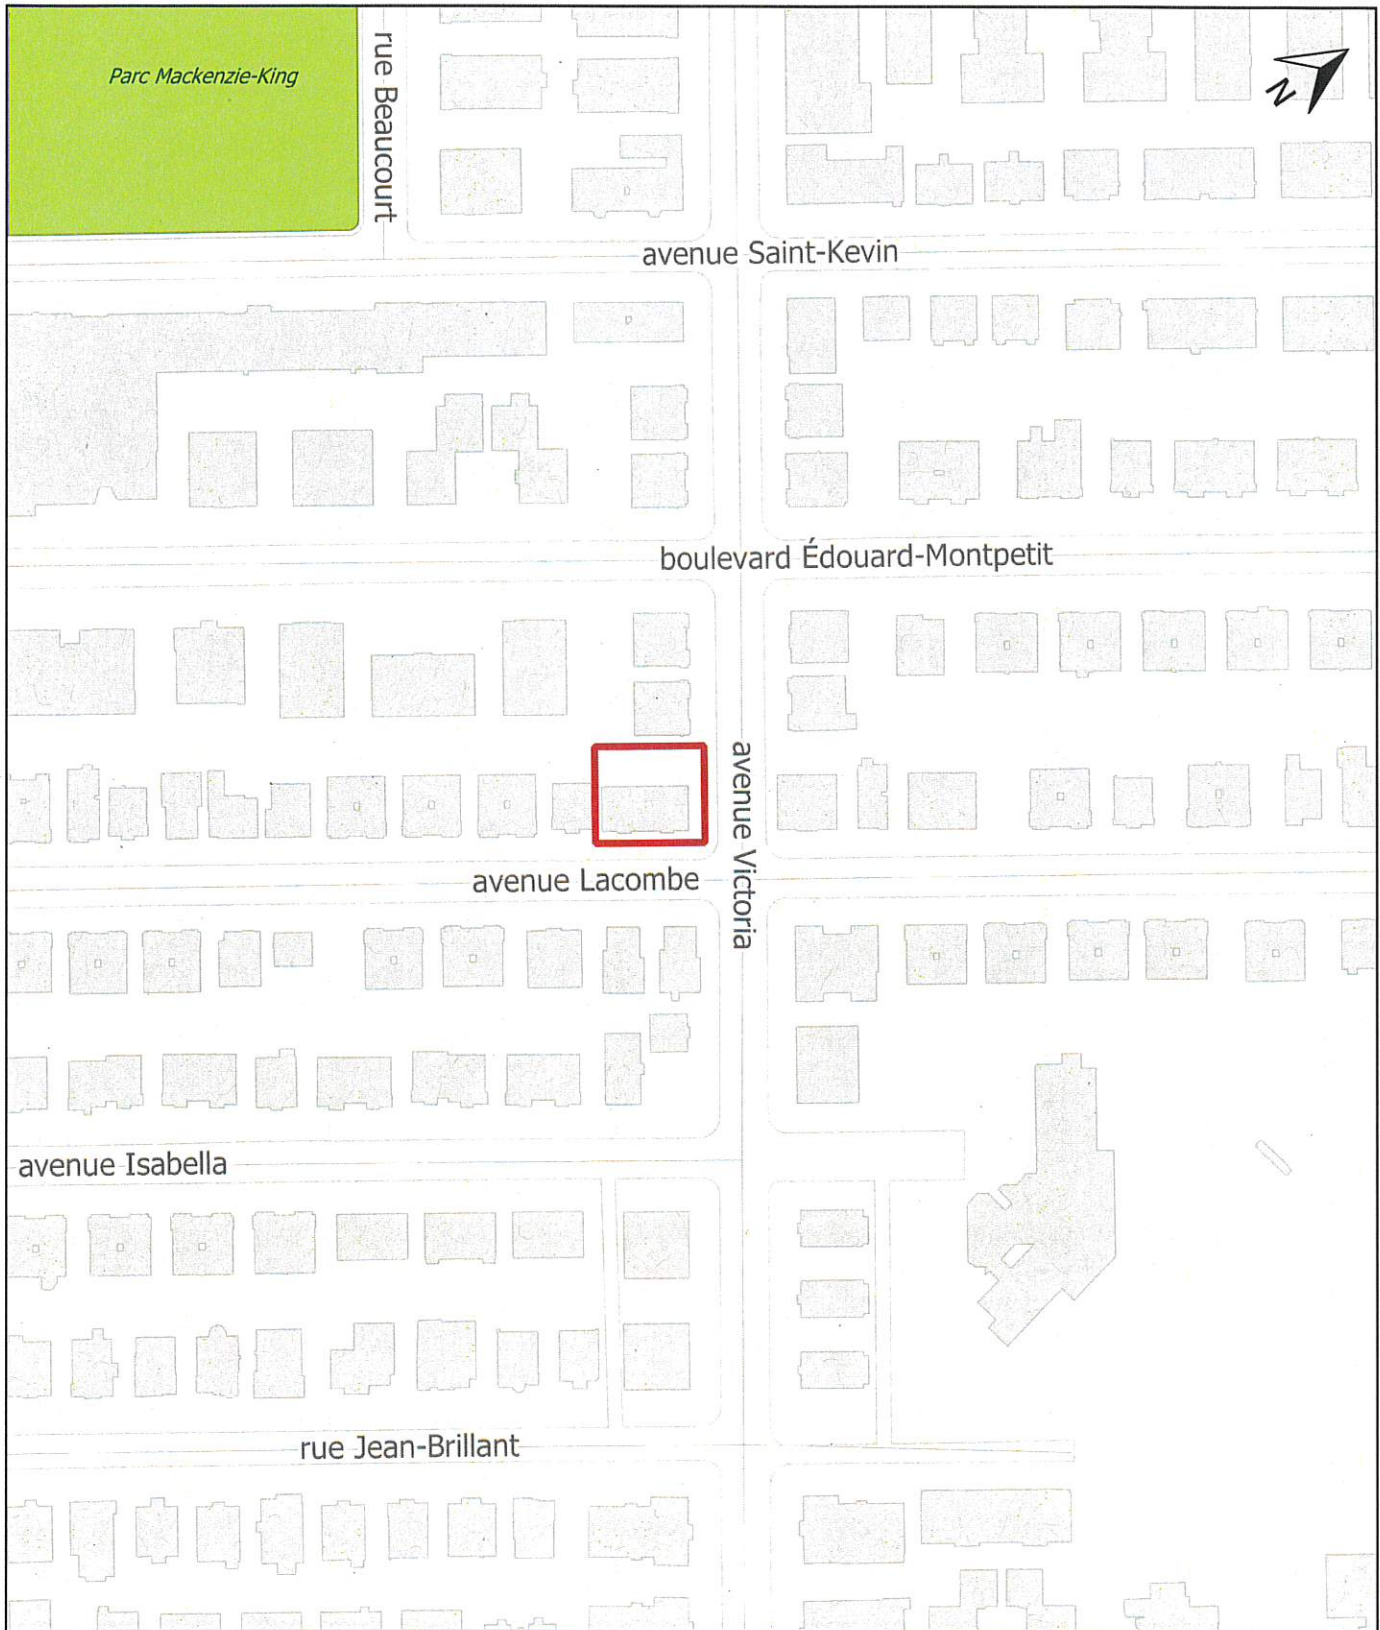 Parc Mackenzie-King
rue Beaucourt
N
avenue Saint-Kevin
boulevard Édouard-Montpetit
avenue Victoria
avenue Lacombe
avenue Isabella
rue Jean-Brillant